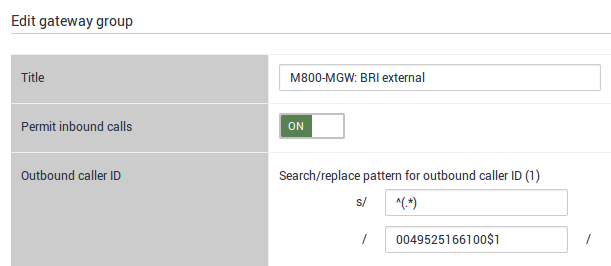 Edit gateway group
Title
M800-MGW: BRI external
Permit inbound calls
ON
Outbound caller ID
Search/replace pattern for outbound caller ID (1)
s/ ^(.*)
/ 0049525166100$1 /